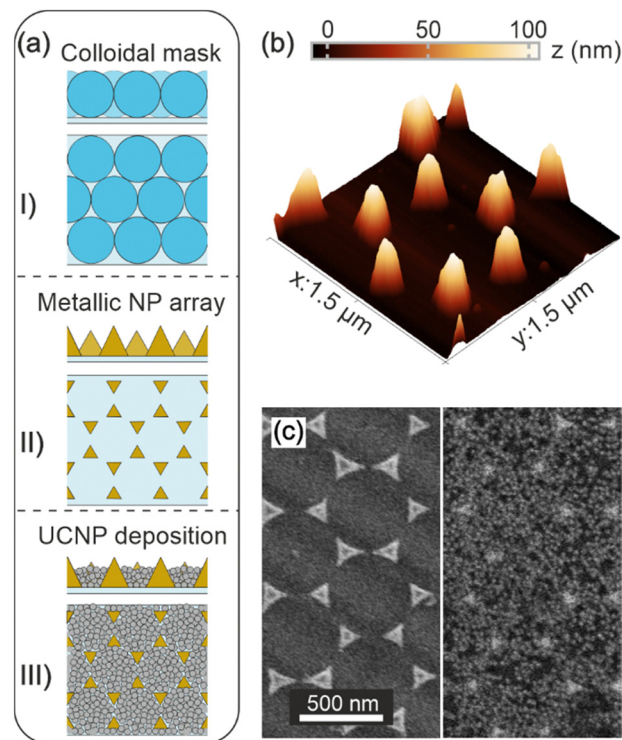 (a)
Colloidal mask
I)
Metallic NP array
II)
UCNP deposition
III)
(b)
0 50 100
z (nm)
x:1.5 μm
y:1.5 μm
(c)
500 nm